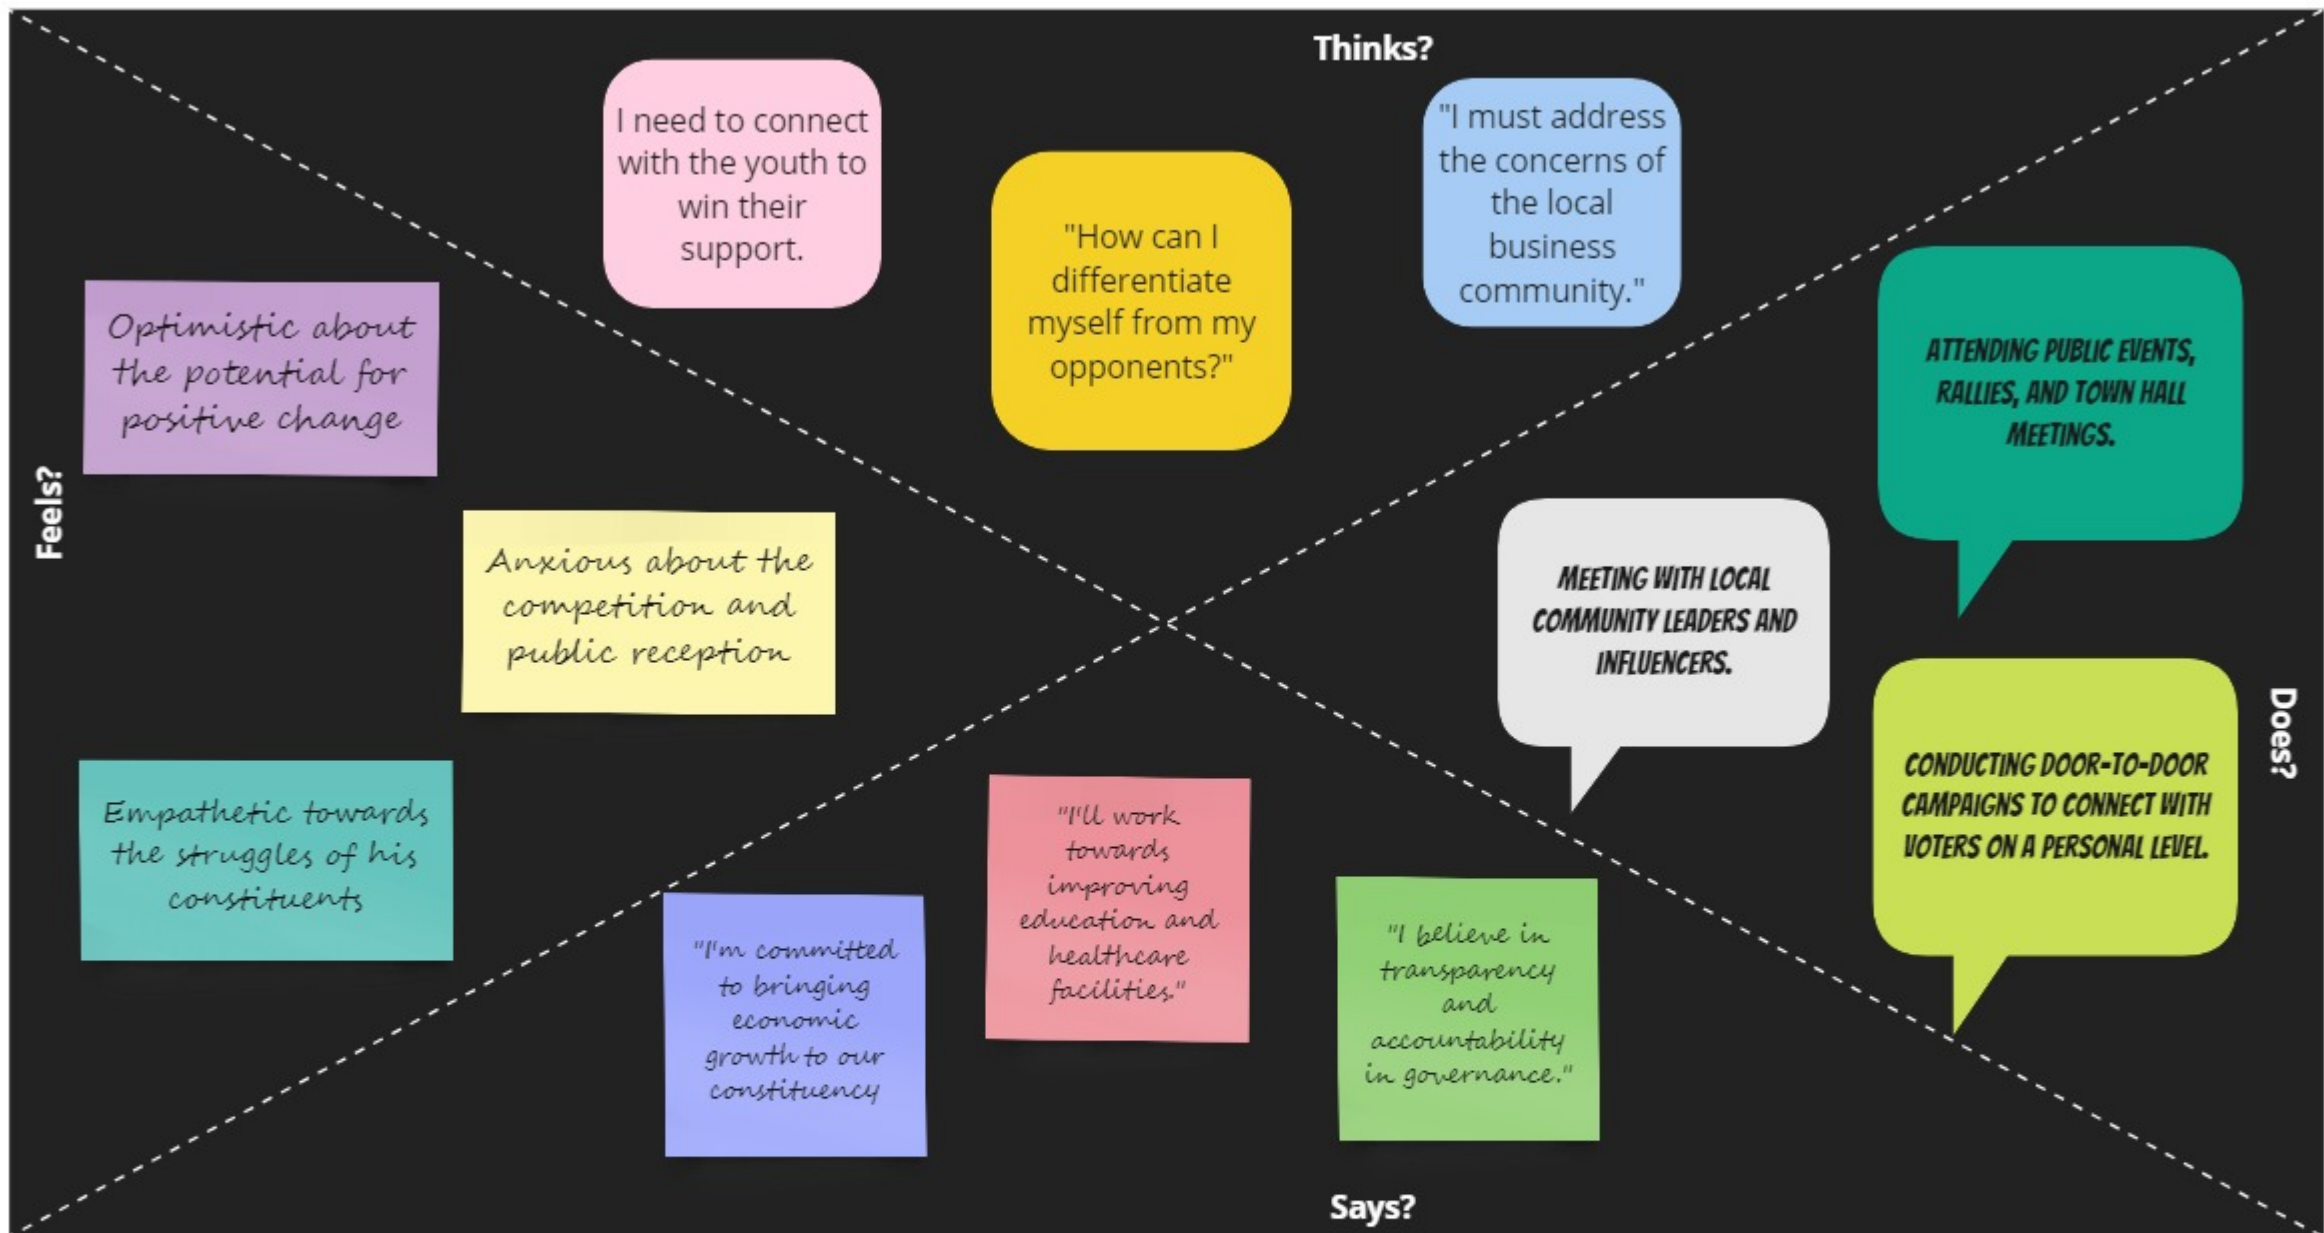 Thinks?
I need to connect
with the youth to
win their
support.
"How can I
differentiate
myself from my
opponents?"
"I must address
the concerns of
the local
business
community."
Feels?
Optimistic about
the potential for
positive change
Anxious about the
competition and
public reception
Empathetic towards
the struggles of his
constituents
ATTENDING PUBLIC EVENTS,
RALLIES, AND TOWN HALL
MEETINGS.
MEETING WITH LOCAL
COMMUNITY LEADERS AND
INFLUENCERS.
CONDUCTING DOOR-TO-DOOR
CAMPAIGNS TO CONNECT WITH
VOTERS ON A PERSONAL LEVEL.
Does?
"I'm committed
to bringing
economic
growth to our
constituency
"I'll work
towards
improving
education and
healthcare
facilities."
"I believe in
transparency
and
accountability
in governance."
Says?